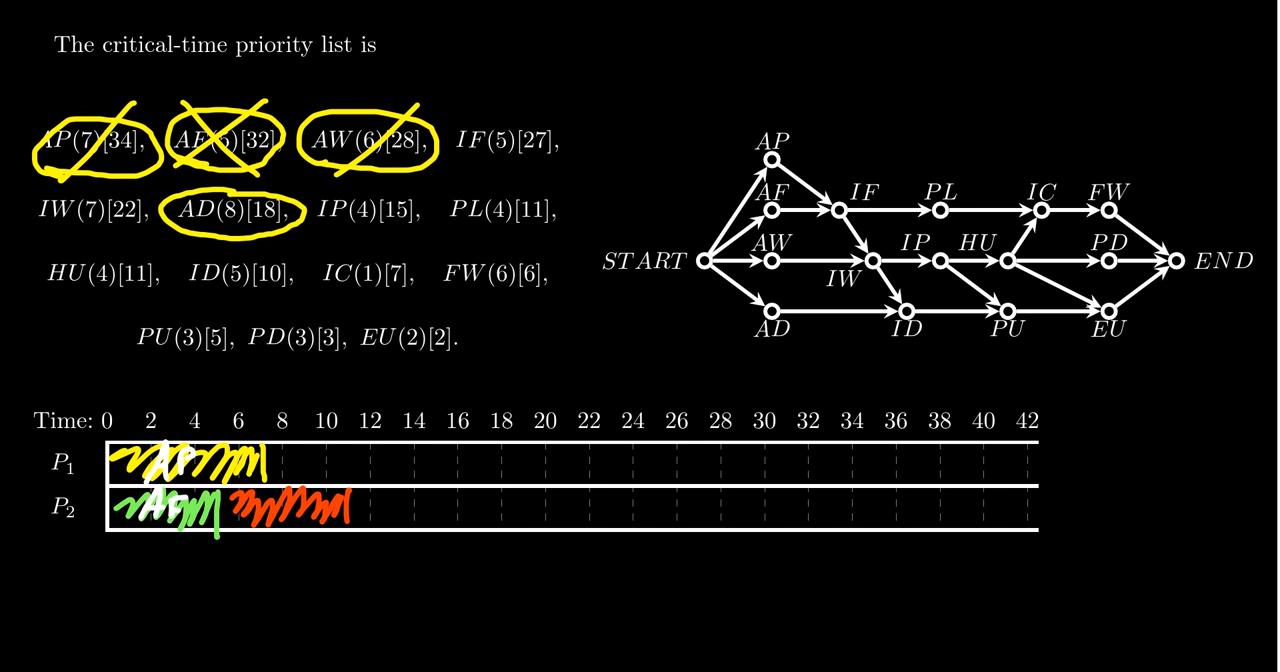 The critical-time priority list is
AP(7)[34], AF(5)[32], AW(6)[28], IF(5)[27],
IW(7)[22], AD(8)[18], IP(4)[15], PL(4)[11],
HU(4)[11], ID(5)[10], IC(1)[7], FW(6)[6],
PU(3)[5], PD(3)[3], EU(2)[2].
AP
AF IF PL IC FW
AW IP HU PD
START END
IW
AD ID PU EU
Time: 0 2 4 6 8 10 12 14 16 18 20 22 24 26 28 30 32 34 36 38 40 42
P1 AP
P2 AF